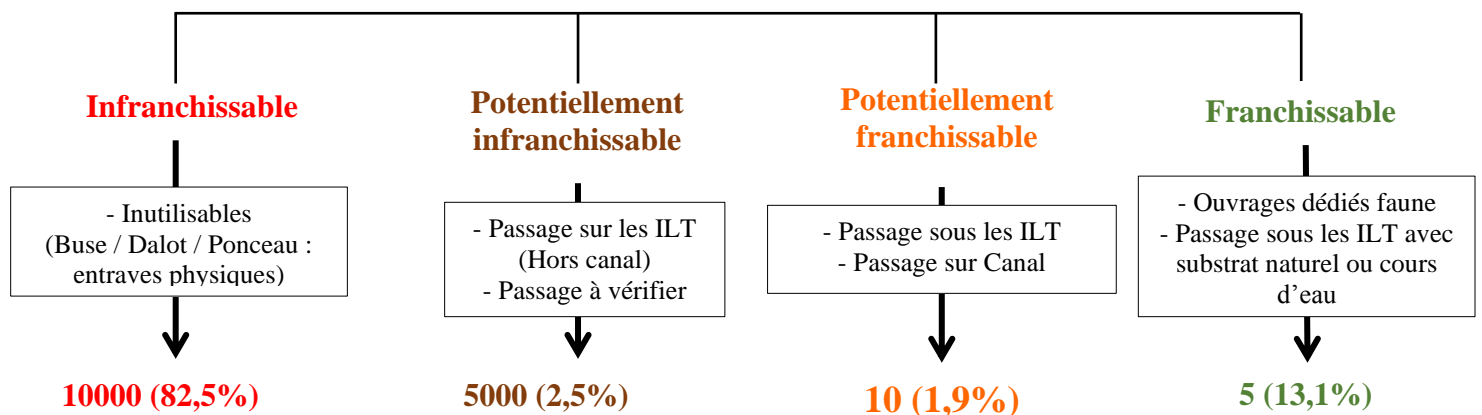 Infranchissable
- Inutilisables
(Buse / Dalot / Ponceau :
entraves physiques)
10000 (82,5%)
Potentiellement
infranchissable
- Passage sur les ILT
(Hors canal)
- Passage à vérifier
5000 (2,5%)
Potentiellement
franchissable
- Passage sous les ILT
- Passage sur Canal
10 (1,9%)
Franchissable
- Ouvrages dédiés faune
- Passage sous les ILT avec
substrat naturel ou cours
d’eau
5 (13,1%)